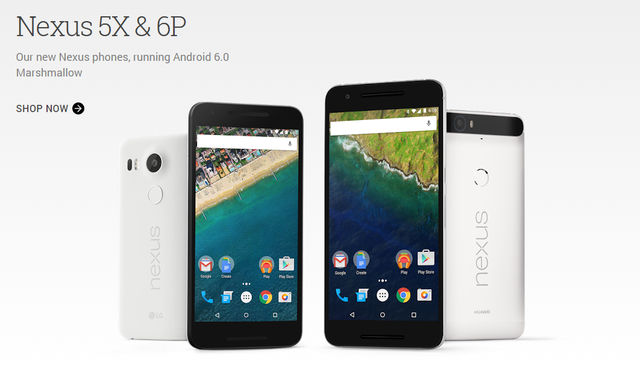 Nexus 5X & 6P
Our new Nexus phones, running Android 6.0
Marshmallow
SHOP NOW
nexus
LG
Google
Create
Play
Play Store
Google
Create
Play
Play Store
nexus
HUAWEI